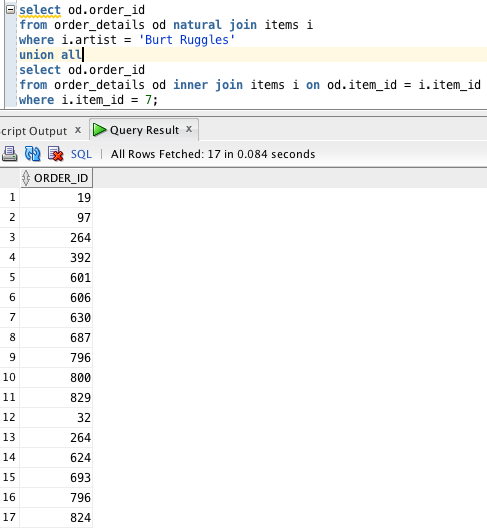 select od.order_id
from order_details od natural join items i
where i.artist = 'Burt Ruggles'
union all
select od.order_id
from order_details od inner join items i on od.item_id = i.item_id
where i.item_id = 7;
cript Output x Query Result x
SQL | All Rows Fetched: 17 in 0.084 seconds
ORDER_ID
1 19
2 97
3 264
4 392
5 601
6 606
7 630
8 687
9 796
10 800
11 829
12 32
13 264
14 624
15 693
16 796
17 824